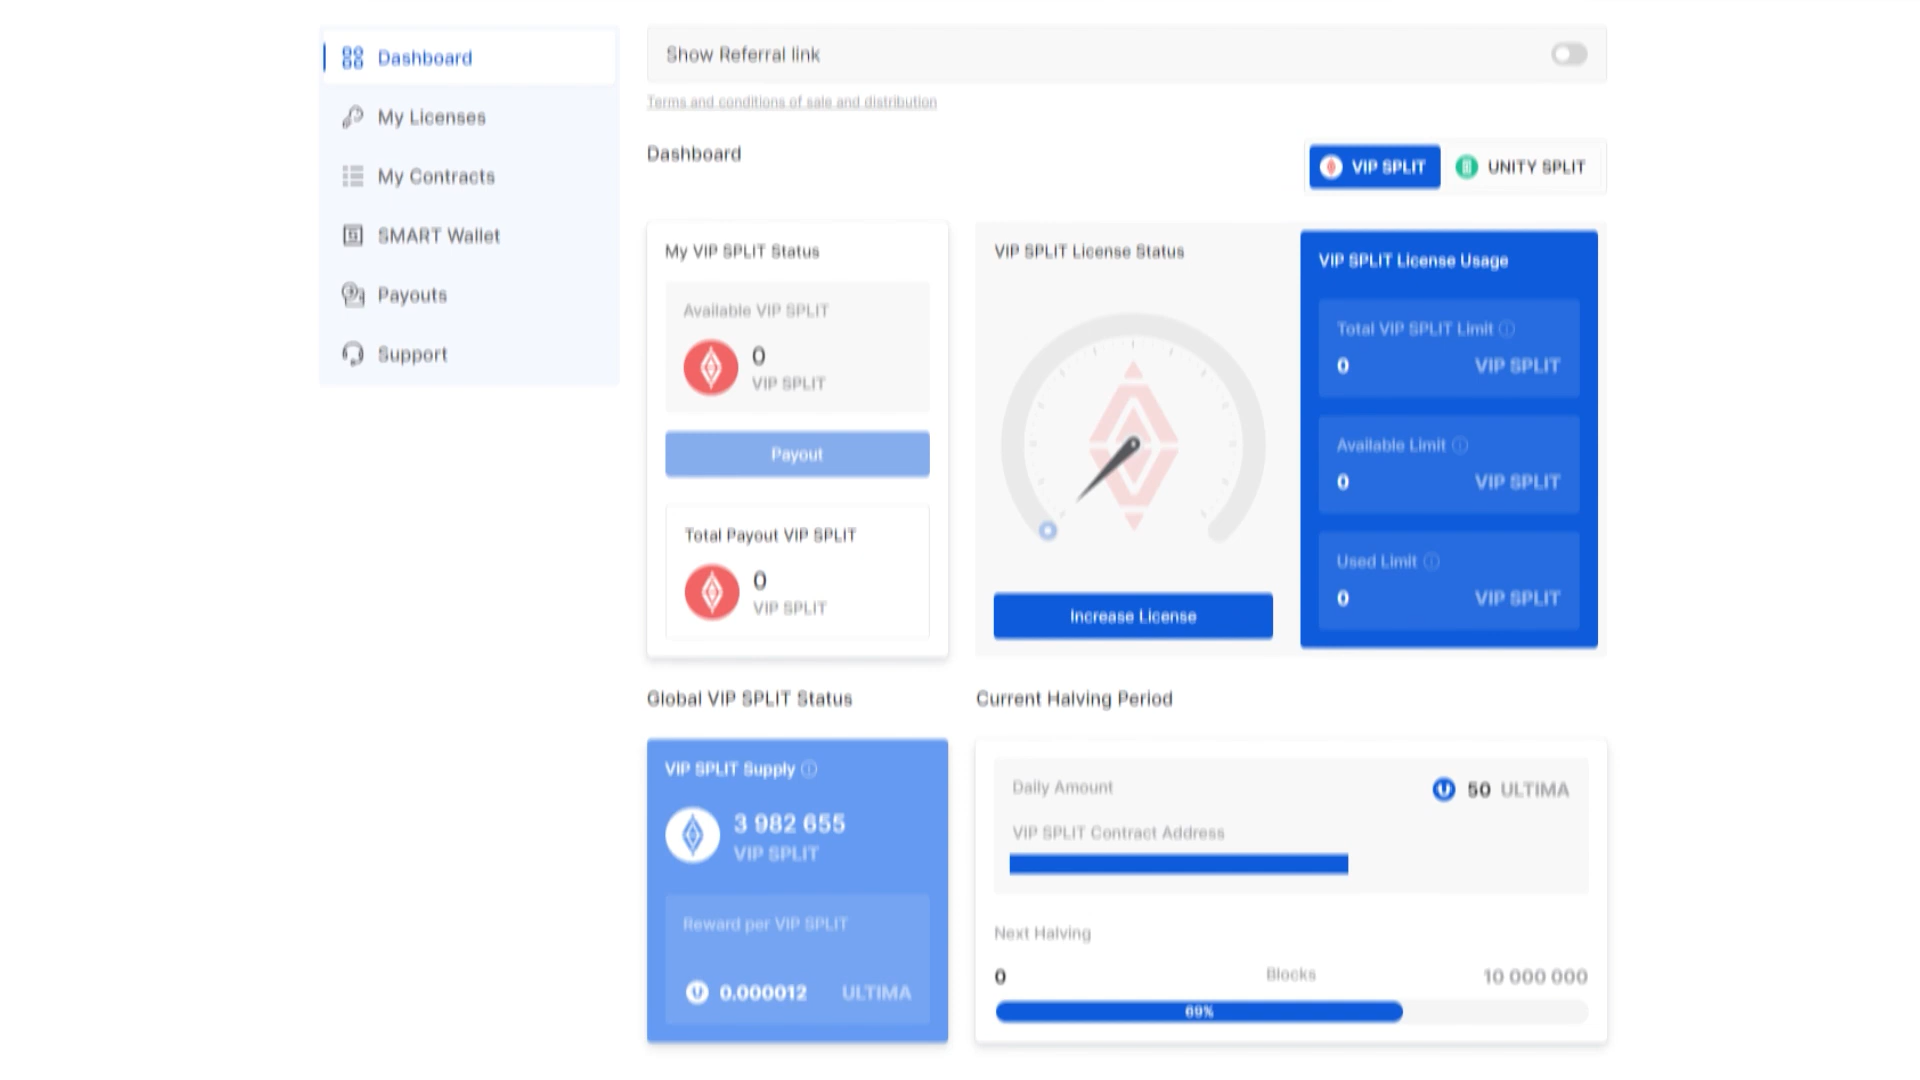 Dashboard
My Licenses
My Contracts
SMART Wallet
Payouts
Support
Show Referral link
Terms and conditions of sale and distribution
Dashboard
VIP SPLIT
UNITY SPLIT
My VIP SPLIT Status
Available VIP SPLIT
0
VIP SPLIT
Payout
Total Payout VIP SPLIT
0
VIP SPLIT
VIP SPLIT License Status
Increase License
VIP SPLIT License Usage
Total VIP SPLIT Limit
0 VIP SPLIT
Available Limit
0 VIP SPLIT
Used Limit
0 VIP SPLIT
Global VIP SPLIT Status
VIP SPLIT Supply
3 982 655
VIP SPLIT
Reward per VIP SPLIT
0.000012 ULTIMA
Current Halving Period
Daily Amount
50 ULTIMA
VIP SPLIT Contract Address
Next Halving
0 Blocks 10 000 000
69%